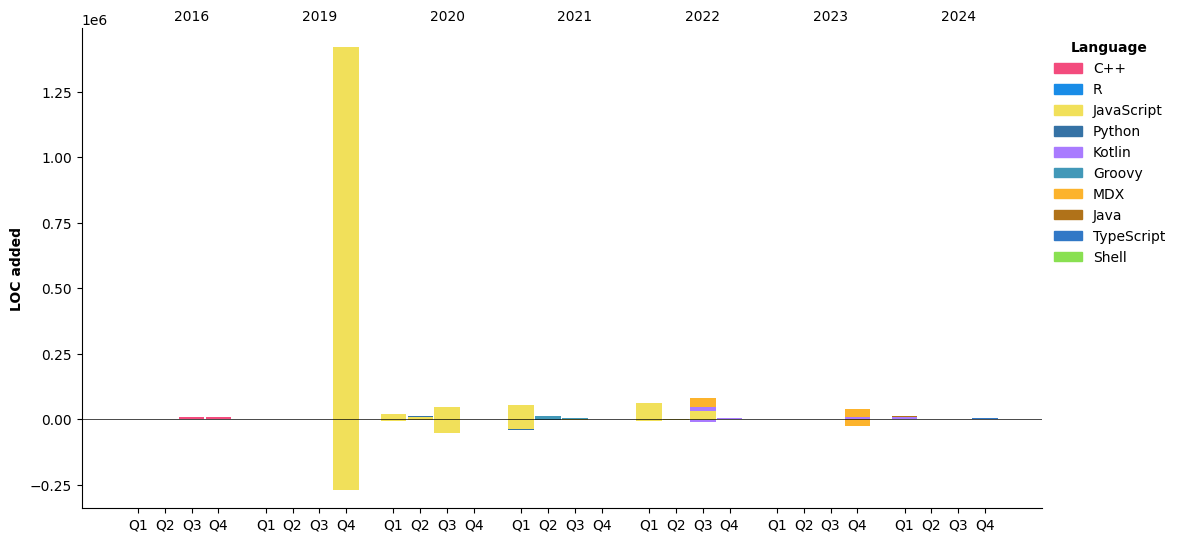 1e6
2016 2019 2020 2021 2022 2023 2024
LOC added
1.25
1.00
0.75
0.50
0.25
0.00
−0.25
Q1 Q2 Q3 Q4 Q1 Q2 Q3 Q4 Q1 Q2 Q3 Q4 Q1 Q2 Q3 Q4 Q1 Q2 Q3 Q4 Q1 Q2 Q3 Q4 Q1 Q2 Q3 Q4
Language
C++
R
JavaScript
Python
Kotlin
Groovy
MDX
Java
TypeScript
Shell